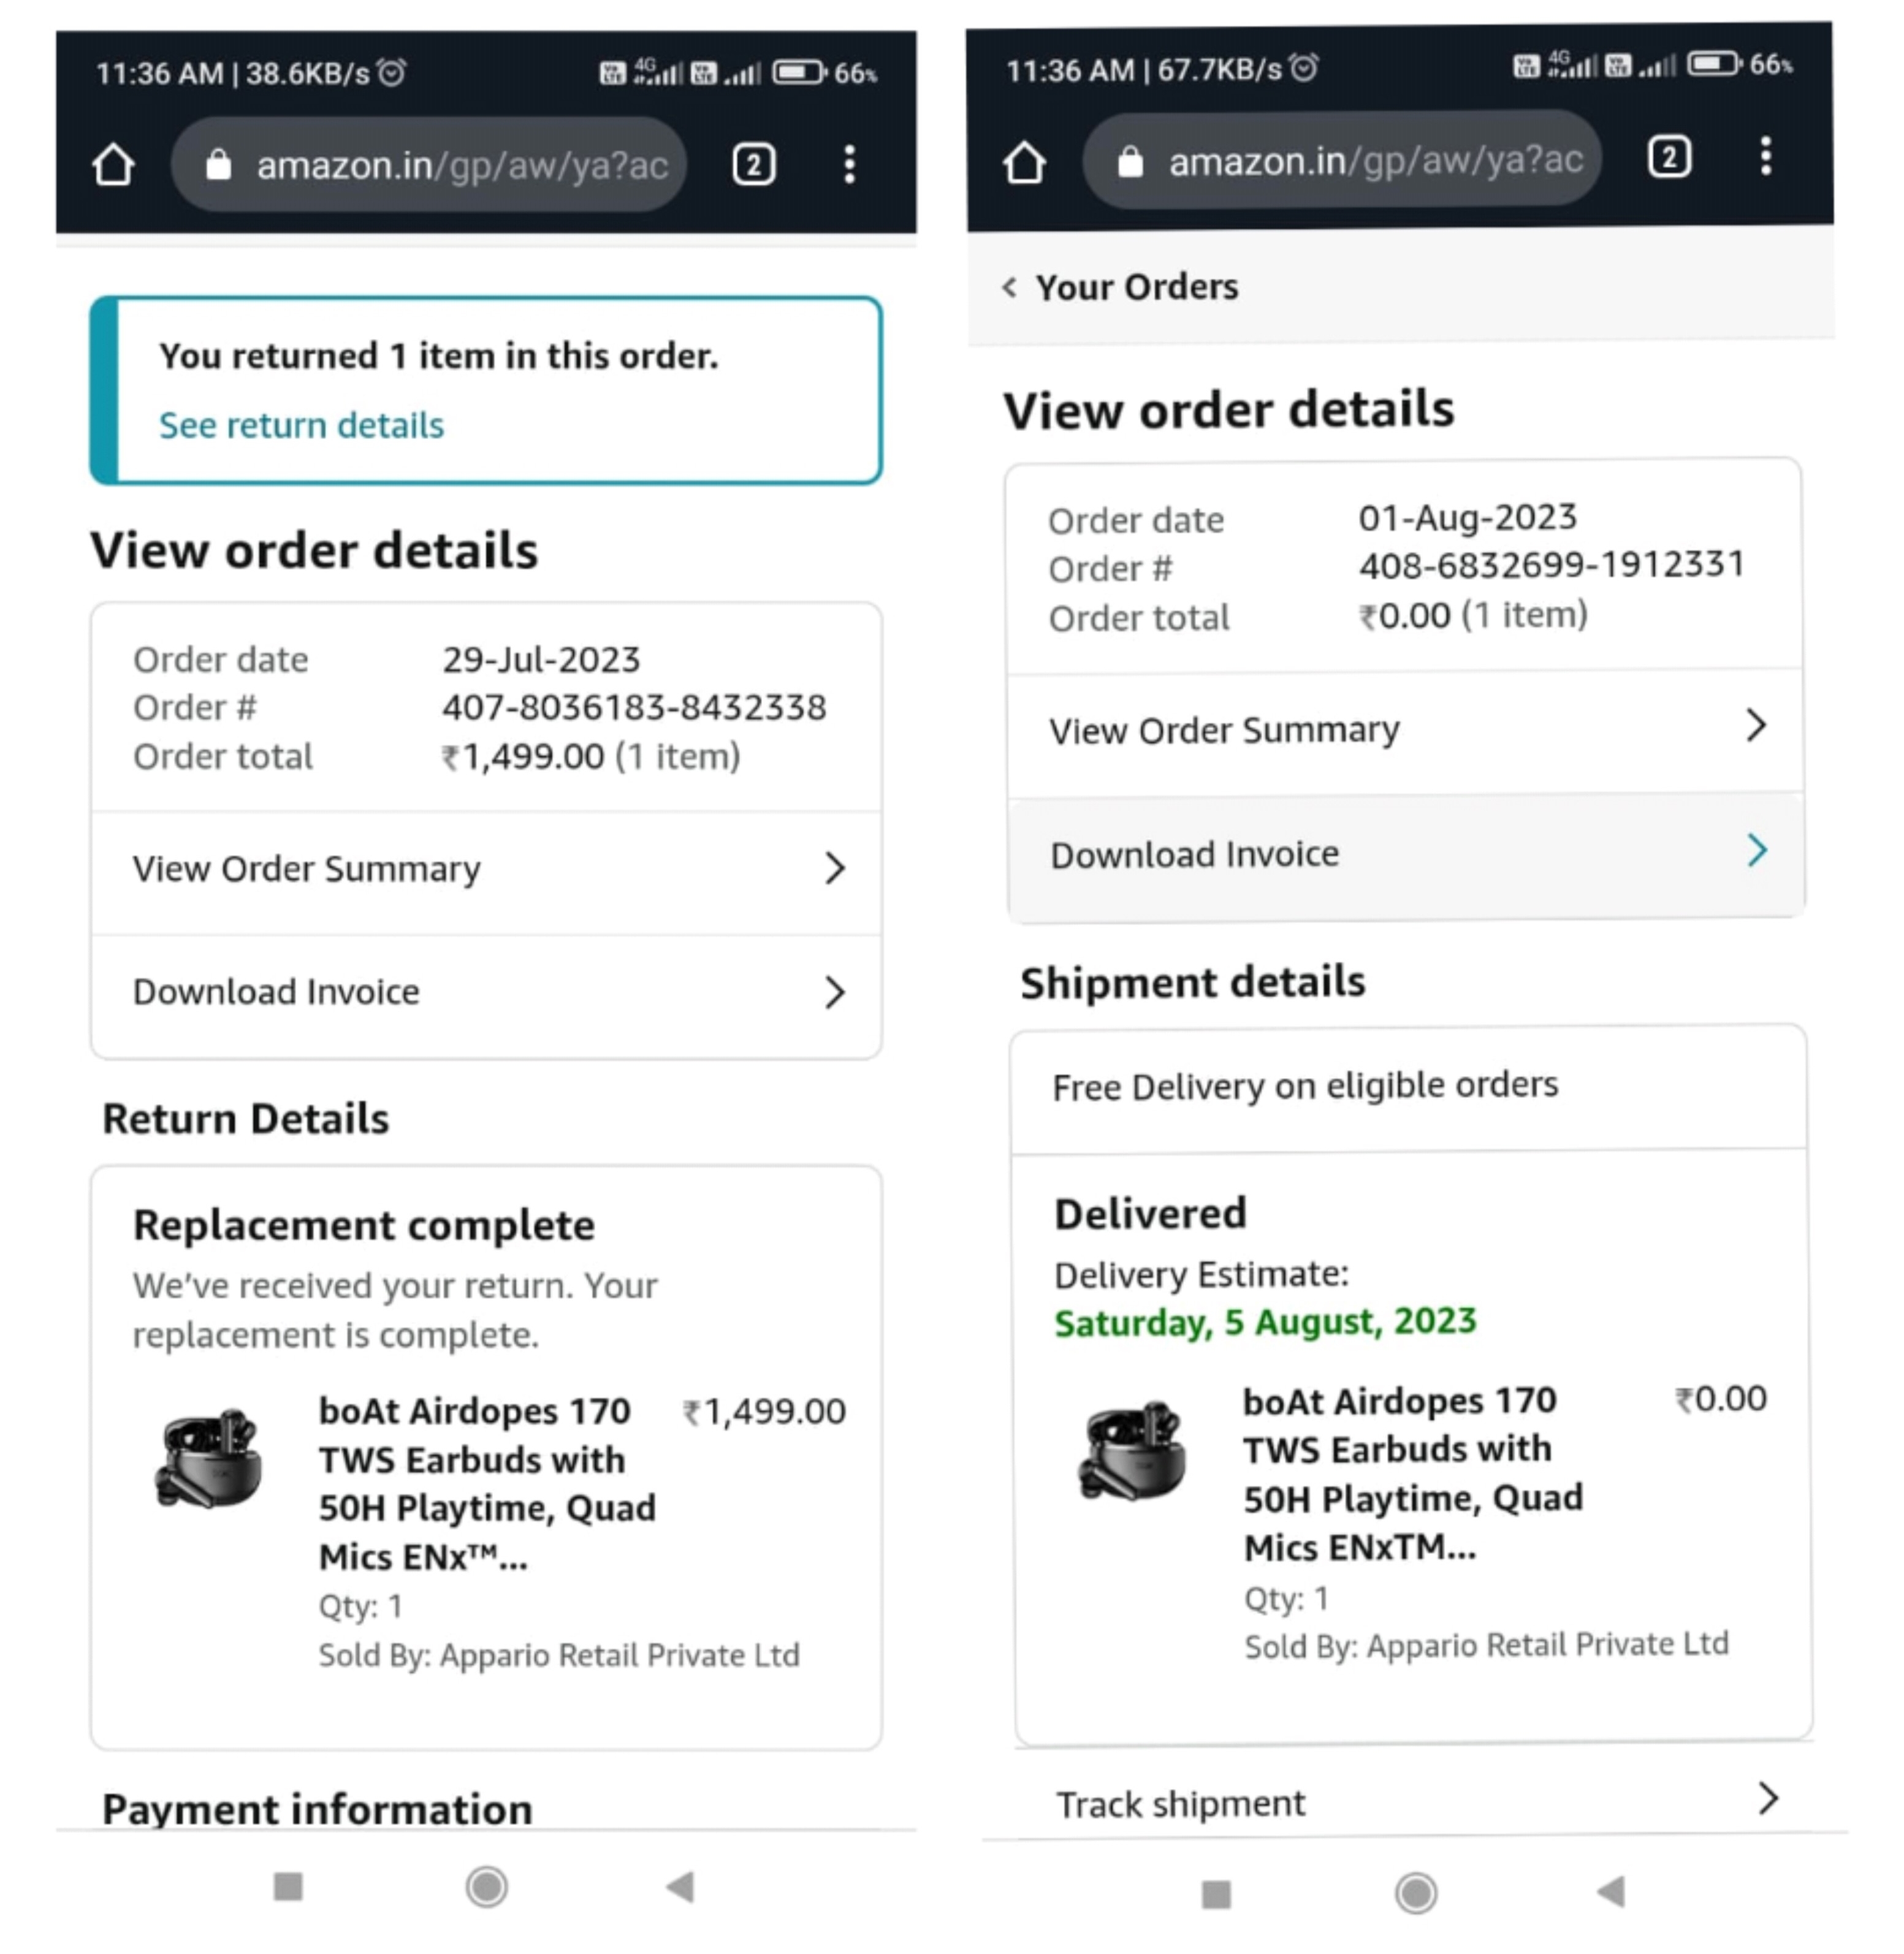 11:36 AM | 38.6KB/s
4G
66%
amazon.in/gp/aw/ya?ac
2
You returned 1 item in this order.
See return details
View order details
Order date 29-Jul-2023
Order # 407-8036183-8432338
Order total ₹1,499.00 (1 item)
View Order Summary
Download Invoice
Return Details
Replacement complete
We've received your return. Your
replacement is complete.
boAt Airdopes 170 ₹1,499.00
TWS Earbuds with
50H Playtime, Quad
Mics ENx™...
Qty: 1
Sold By: Appario Retail Private Ltd
Payment information
11:36 AM | 67.7KB/s
4G
66%
amazon.in/gp/aw/ya?ac
2
< Your Orders
View order details
Order date 01-Aug-2023
Order # 408-6832699-1912331
Order total ₹0.00 (1 item)
View Order Summary
Download Invoice
Shipment details
Free Delivery on eligible orders
Delivered
Delivery Estimate:
Saturday, 5 August, 2023
boAt Airdopes 170 ₹0.00
TWS Earbuds with
50H Playtime, Quad
Mics ENxTM...
Qty: 1
Sold By: Appario Retail Private Ltd
Track shipment